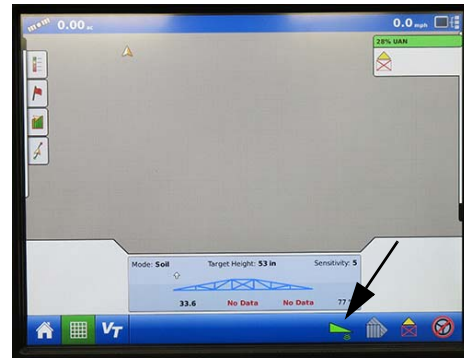 0.00 ac
0.0 mph
28% UAN
Mode: Soil Target Height: 53 in Sensitivity: 5
33.6 No Data No Data 77
VT